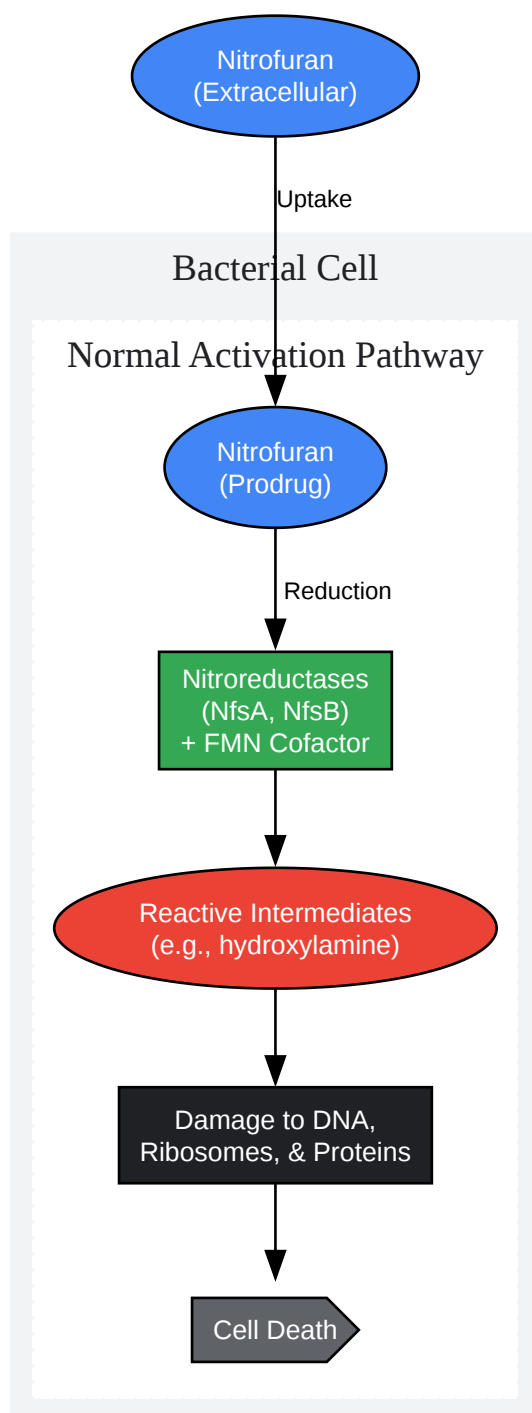 Nitrofuran
(Extracellular)
Uptake
Bacterial Cell
Normal Activation Pathway
Nitrofuran
(Prodrug)
Reduction
Nitroreductases
(NfsA, NfsB)
+ FMN Cofactor
Reactive Intermediates
(e.g., hydroxylamine)
Damage to DNA,
Ribosomes, & Proteins
Cell Death